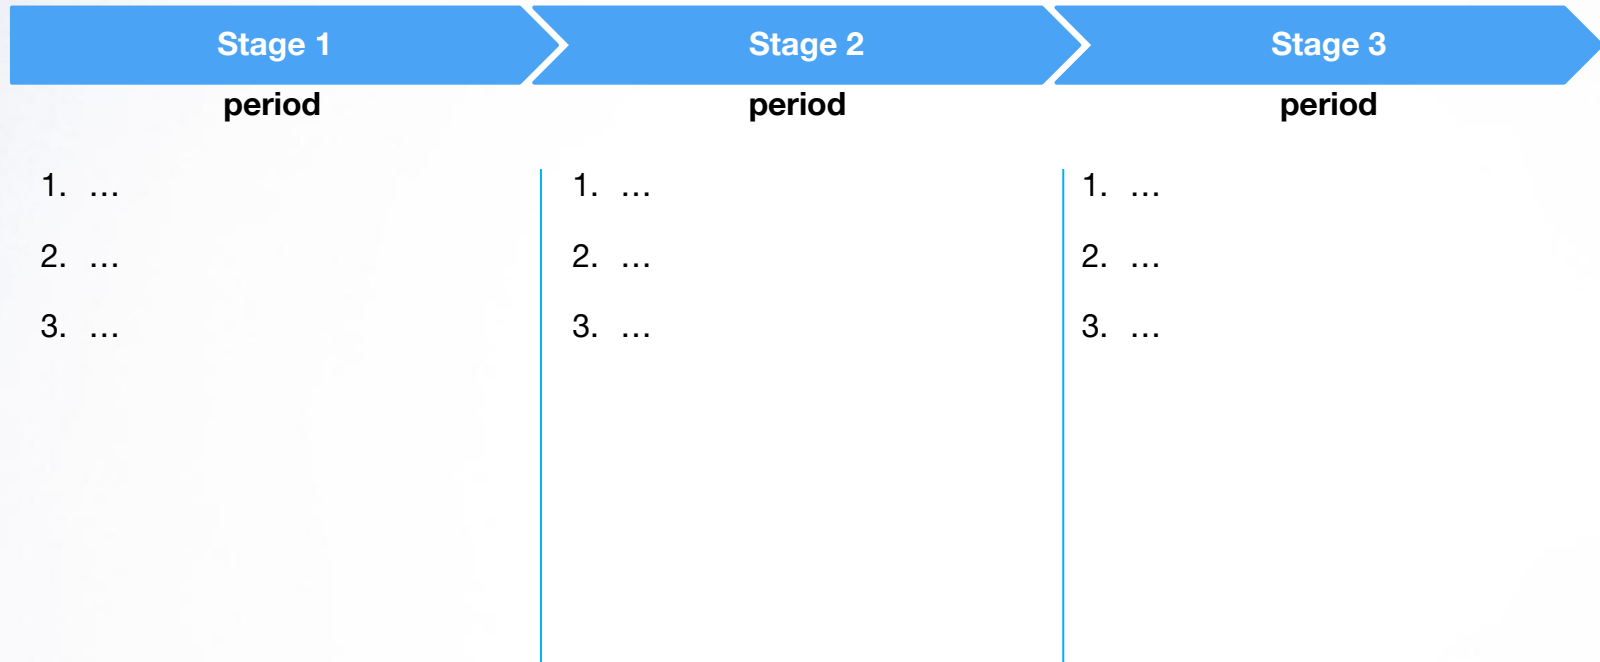 Stage 1
Stage 2
Stage 3
period
period
period
1. …
2. …
3. …
1. …
2. …
3. …
1. …
2. …
3. …